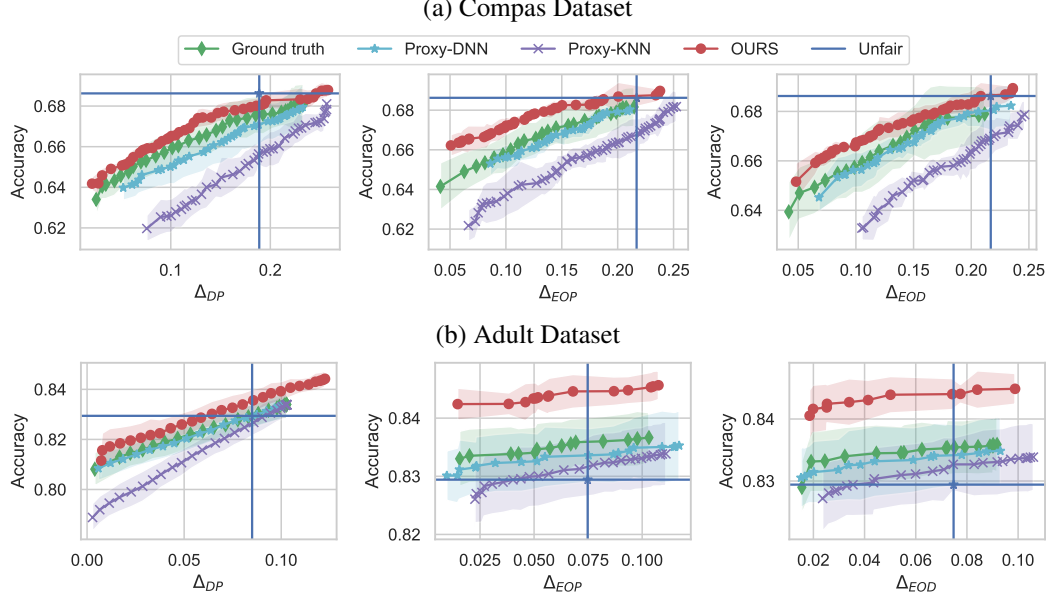 (a) Compas Dataset
Ground truth Proxy-DNN Proxy-KNN OURS Unfair
Accuracy
0.68
0.66
0.64
0.62
0.1 0.2
Δ_DP
Accuracy
0.68
0.66
0.64
0.62
0.05 0.10 0.15 0.20 0.25
Δ_EOP
Accuracy
0.68
0.66
0.64
0.05 0.10 0.15 0.20 0.25
Δ_EOD
(b) Adult Dataset
Accuracy
0.84
0.82
0.80
0.00 0.05 0.10
Δ_DP
Accuracy
0.84
0.83
0.82
0.025 0.050 0.075 0.100
Δ_EOP
Accuracy
0.84
0.83
0.02 0.04 0.06 0.08 0.10
Δ_EOD